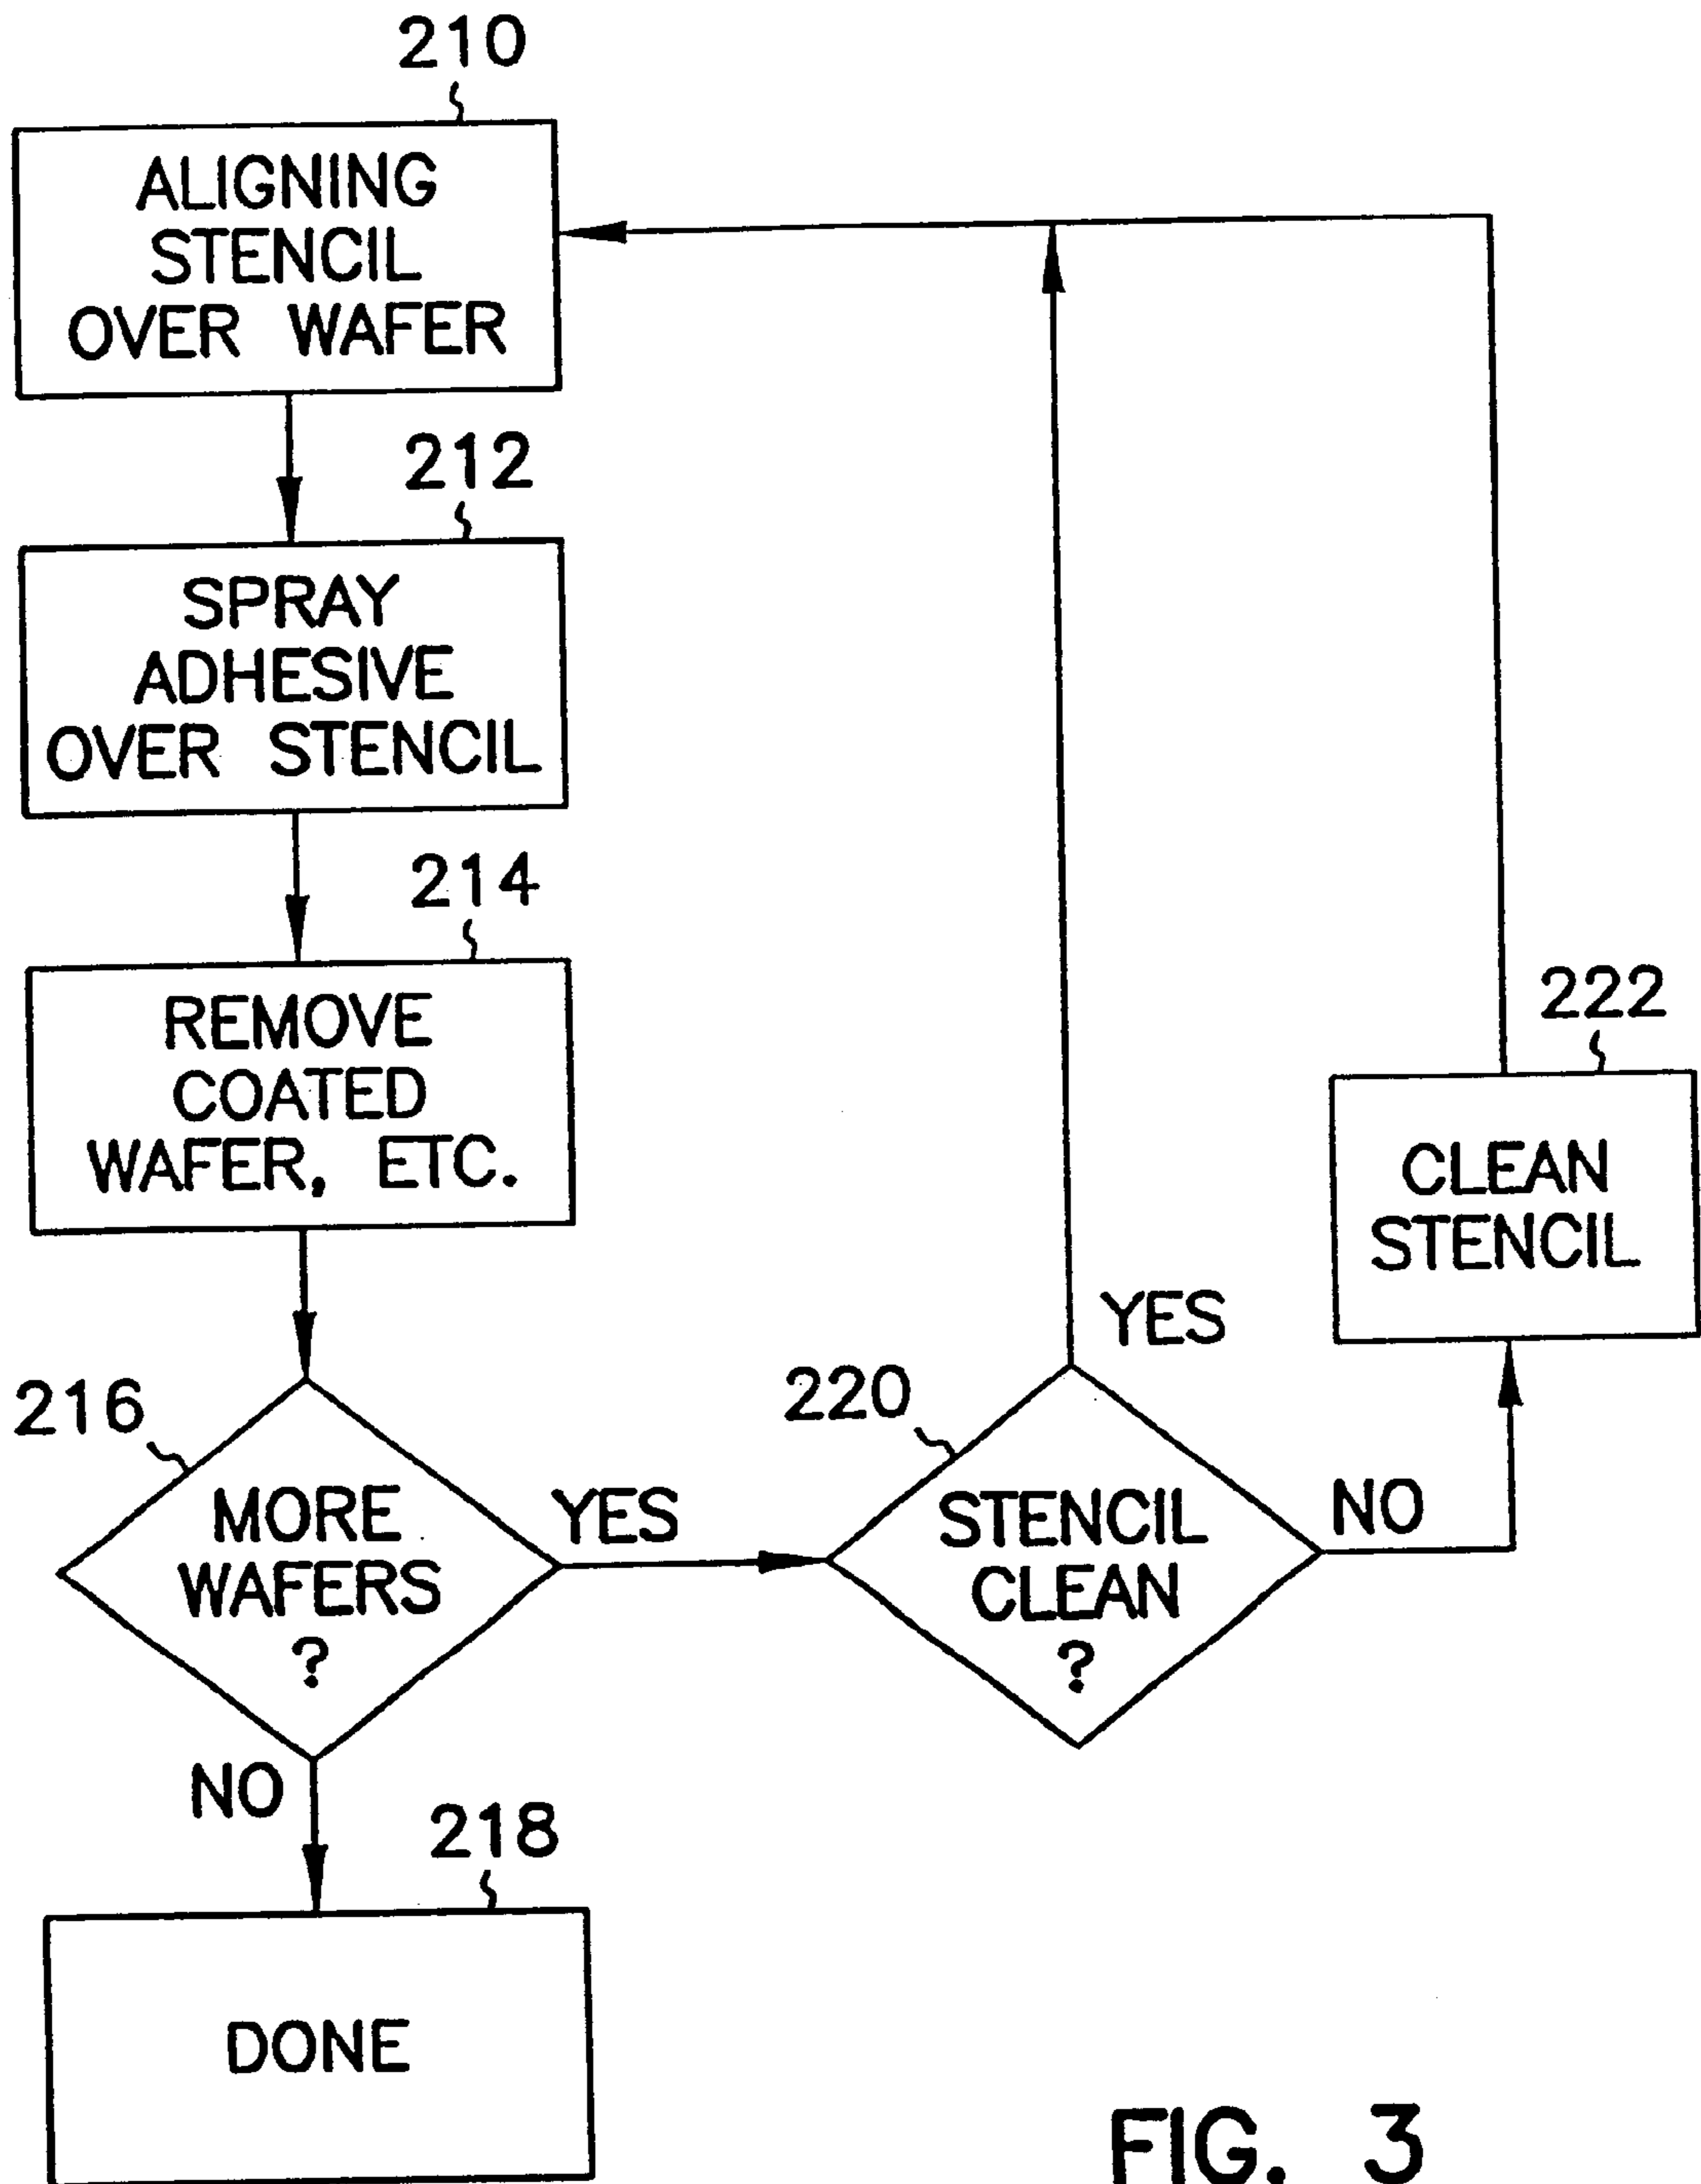 210
ALIGNING
STENCIL
OVER WAFER
212
SPRAY
ADHESIVE
OVER STENCIL
214
REMOVE
COATED
WAFER, ETC.
216
MORE
WAFERS
?
YES
NO
218
DONE
220
STENCIL
CLEAN
?
YES
NO
222
CLEAN
STENCIL
FIG. 3